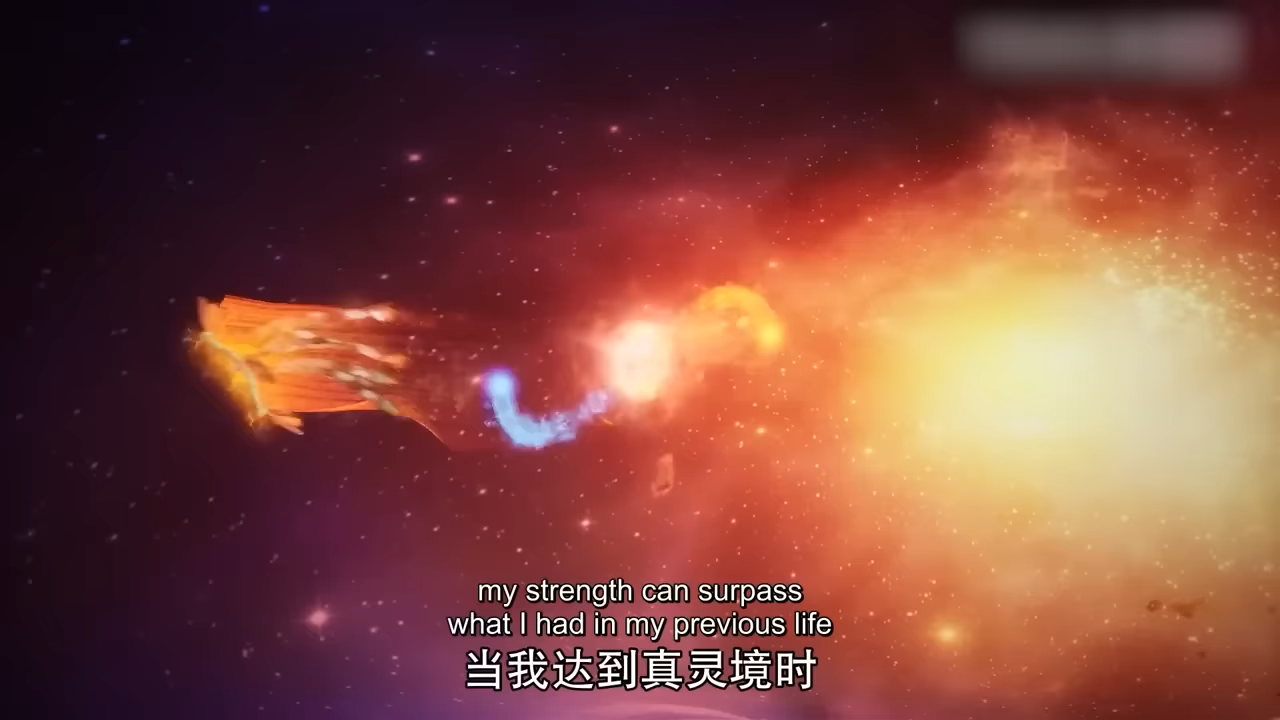 my strength can surpass
what I had in my previous life
当我达到真灵境时